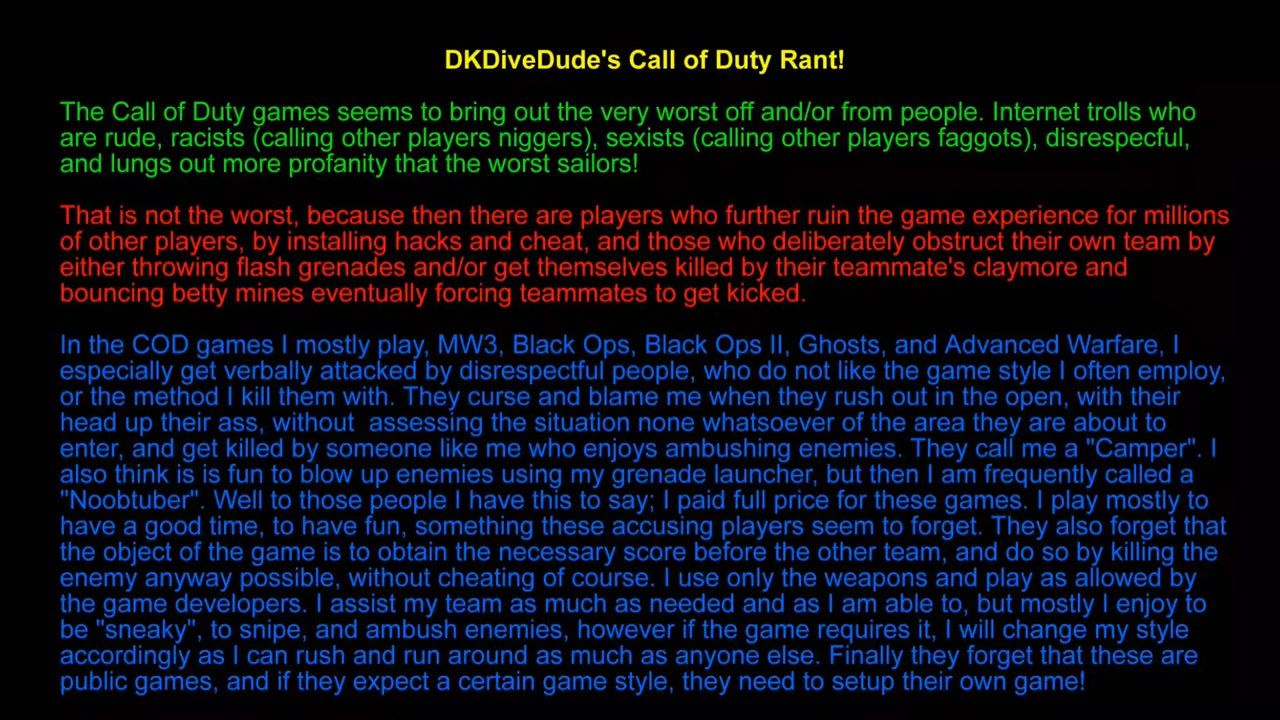 DKDiveDude's Call of Duty Rant!
The Call of Duty games seems to bring out the very worst off and/or from people. Internet trolls who
are rude, racists (calling other players niggers), sexists (calling other players faggots), disrespecful,
and lungs out more profanity that the worst sailors!
That is not the worst, because then there are players who further ruin the game experience for millions
of other players, by installing hacks and cheat, and those who deliberately obstruct their own team by
either throwing flash grenades and/or get themselves killed by their teammate's claymore and
bouncing betty mines eventually forcing teammates to get kicked.
In the COD games I mostly play, MW3, Black Ops, Black Ops II, Ghosts, and Advanced Warfare, I
especially get verbally attacked by disrespectful people, who do not like the game style I often employ,
or the method I kill them with. They curse and blame me when they rush out in the open, with their
head up their ass, without  assessing the situation none whatsoever of the area they are about to
enter, and get killed by someone like me who enjoys ambushing enemies. They call me a "Camper". I
also think is is fun to blow up enemies using my grenade launcher, but then I am frequently called a
"Noobtuber". Well to those people I have this to say; I paid full price for these games. I play mostly to
have a good time, to have fun, something these accusing players seem to forget. They also forget that
the object of the game is to obtain the necessary score before the other team, and do so by killing the
enemy anyway possible, without cheating of course. I use only the weapons and play as allowed by
the game developers. I assist my team as much as needed and as I am able to, but mostly I enjoy to
be "sneaky", to snipe, and ambush enemies, however if the game requires it, I will change my style
accordingly as I can rush and run around as much as anyone else. Finally they forget that these are
public games, and if they expect a certain game style, they need to setup their own game!